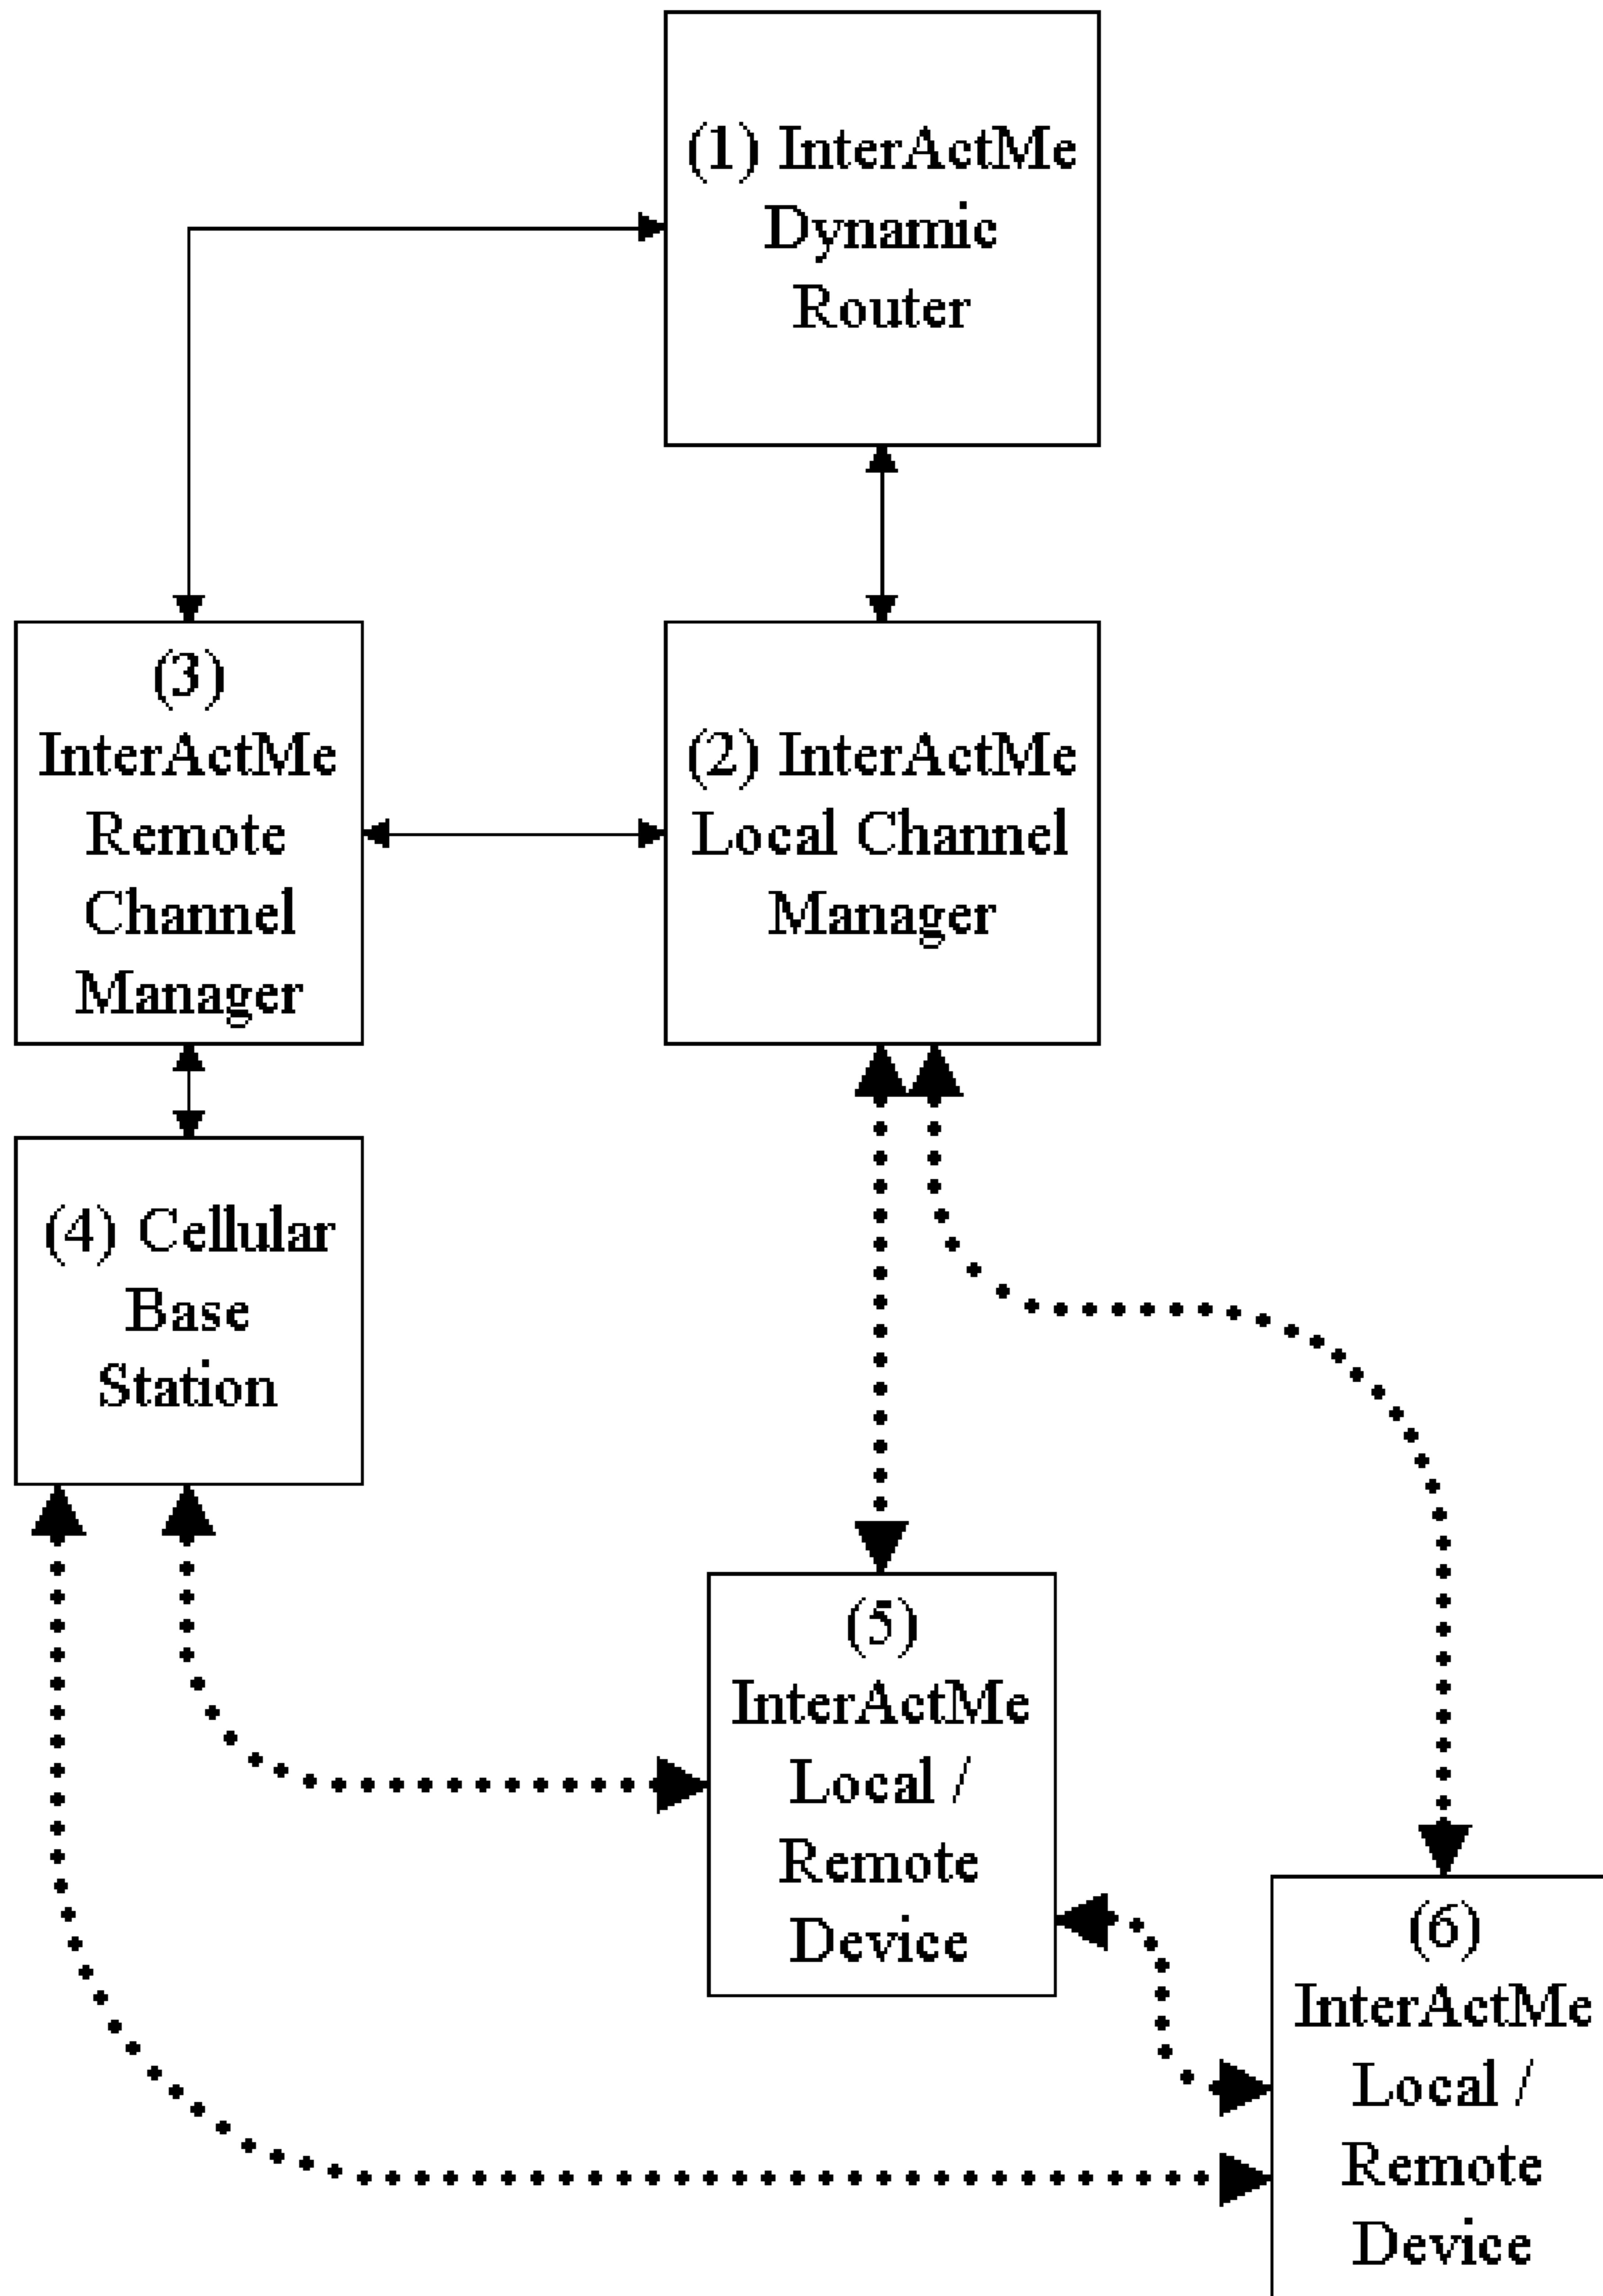 (1) InterActMe
Dynamic
Router
(3)
InterActMe
Remote
Channel
Manager
(2) InterActMe
Local Channel
Manager
(4) Cellular
Base
Station
(5)
InterActMe
Local /
Remote
Device
(6)
InterActMe
Local /
Remote
Device